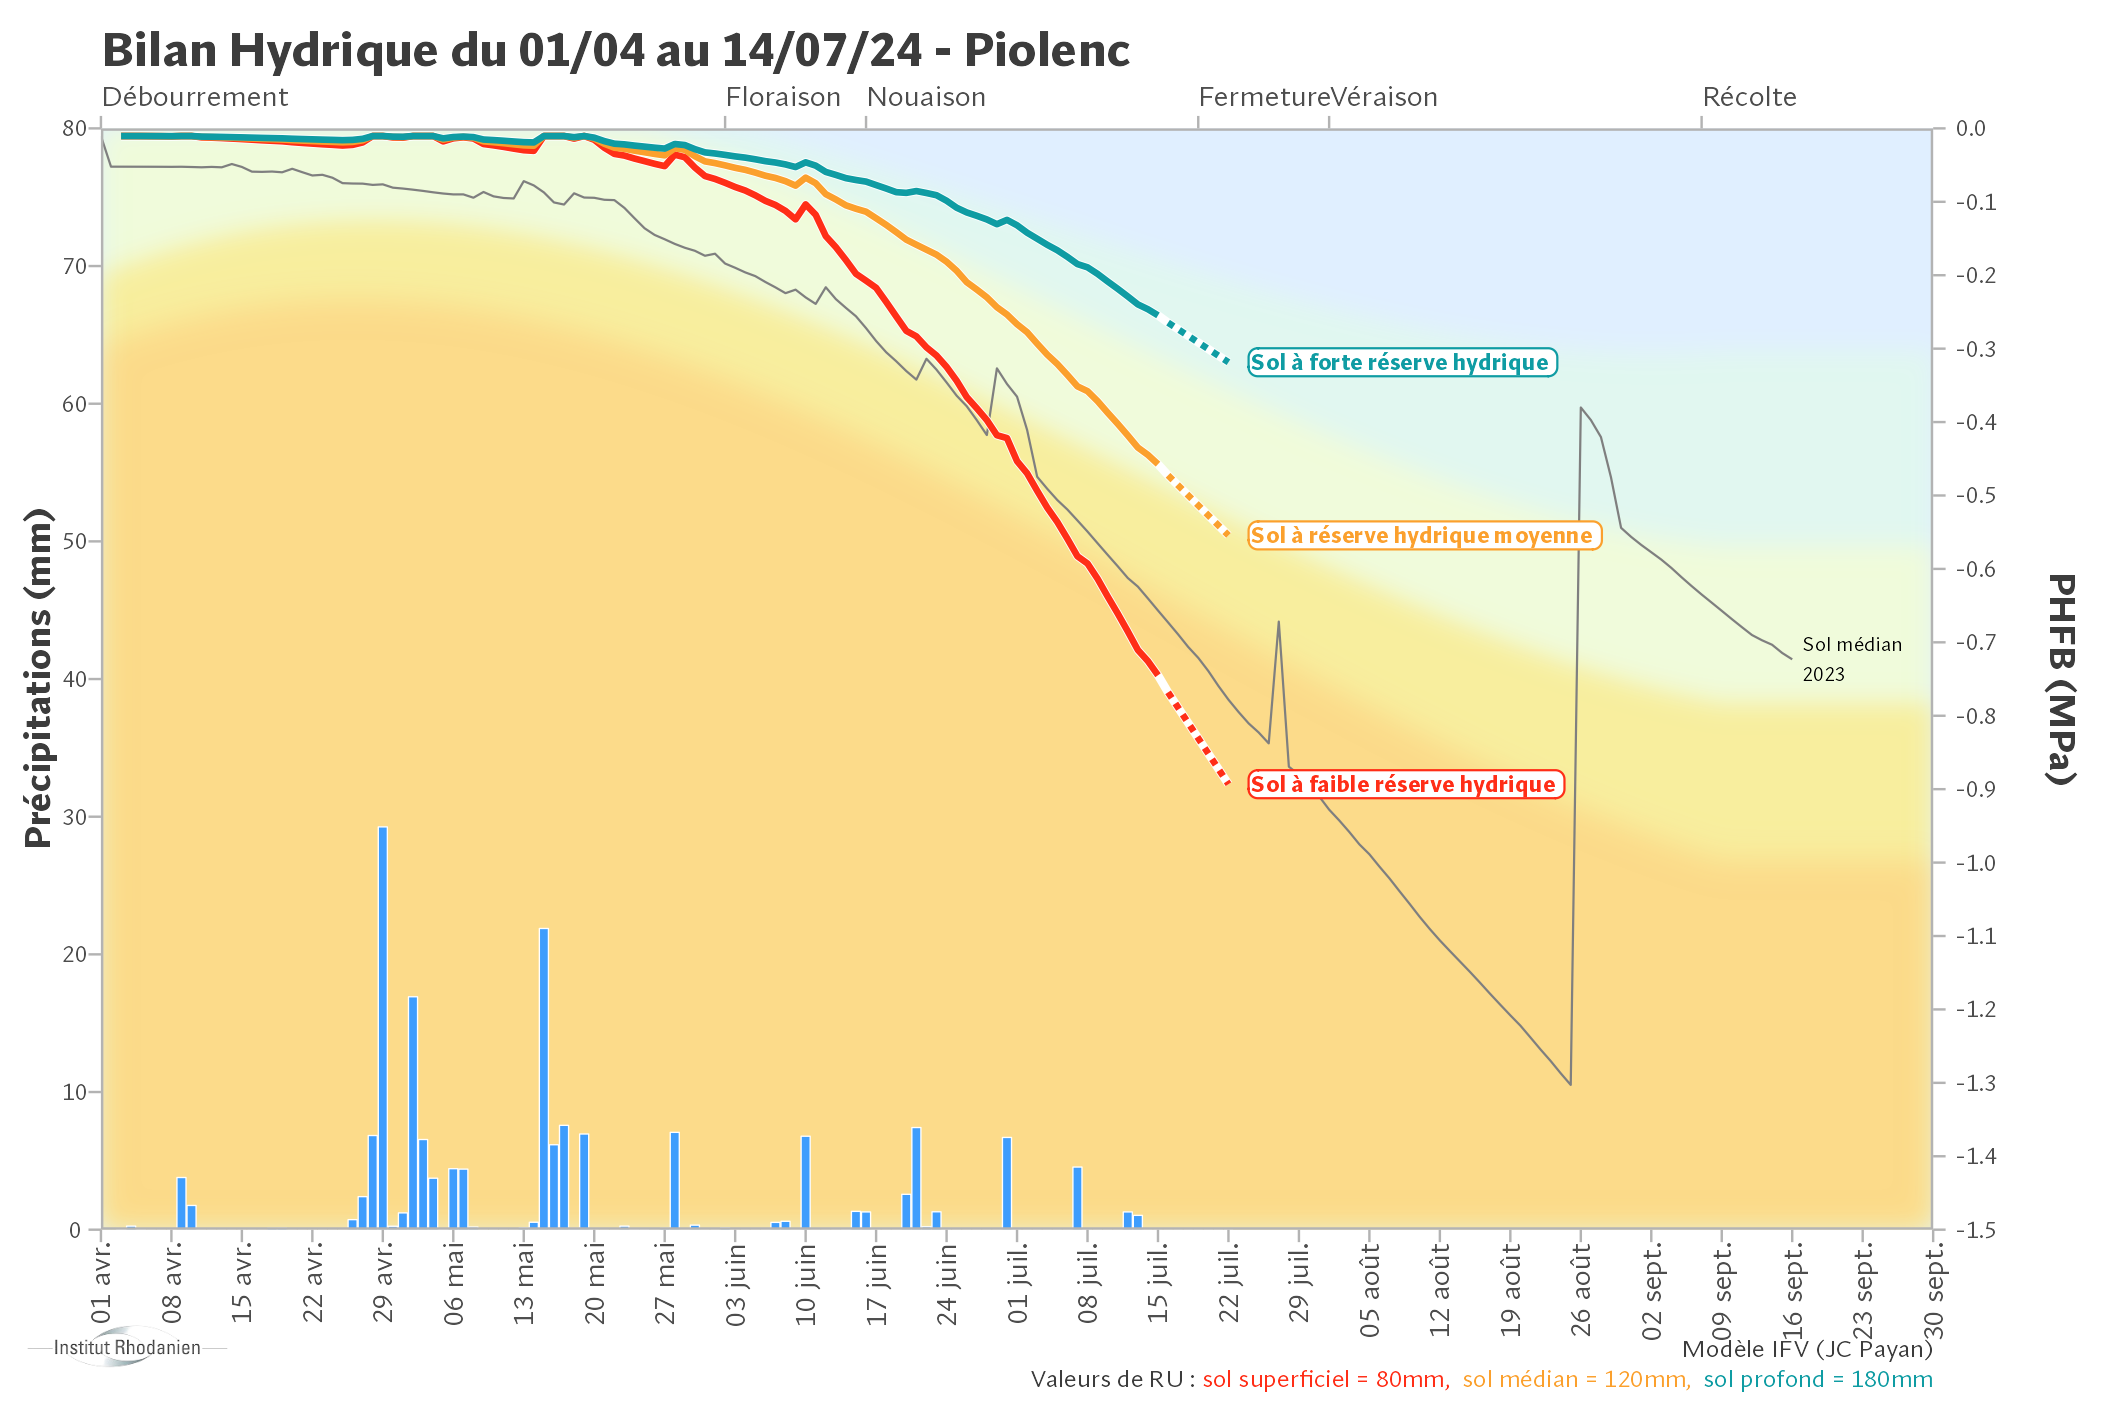 Bilan Hydrique du 01/04 au 14/07/24 - Piolenc
Débourrement
Floraison
Nouaison
Fermeture
Véraison
Récolte
Précipitations (mm)
80
70
60
50
40
30
20
10
0
0.0
-0.1
-0.2
-0.3
-0.4
-0.5
-0.6
-0.7
-0.8
-0.9
-1.0
-1.1
-1.2
-1.3
-1.4
-1.5
PHFB (MPa)
Sol à forte réserve hydrique
Sol à réserve hydrique moyenne
Sol à faible réserve hydrique
Sol médian
2023
01 avr.
08 avr.
15 avr.
22 avr.
29 avr.
06 mai
13 mai
20 mai
27 mai
03 juin
10 juin
17 juin
24 juin
01 juil.
08 juil.
15 juil.
22 juil.
29 juil.
05 août
12 août
19 août
26 août
02 sept.
09 sept.
16 sept.
23 sept.
30 sept.
Institut Rhodanien
Modèle IFV (JC Payan)
Valeurs de RU : sol superficiel = 80mm, sol médian = 120mm, sol profond = 180mm